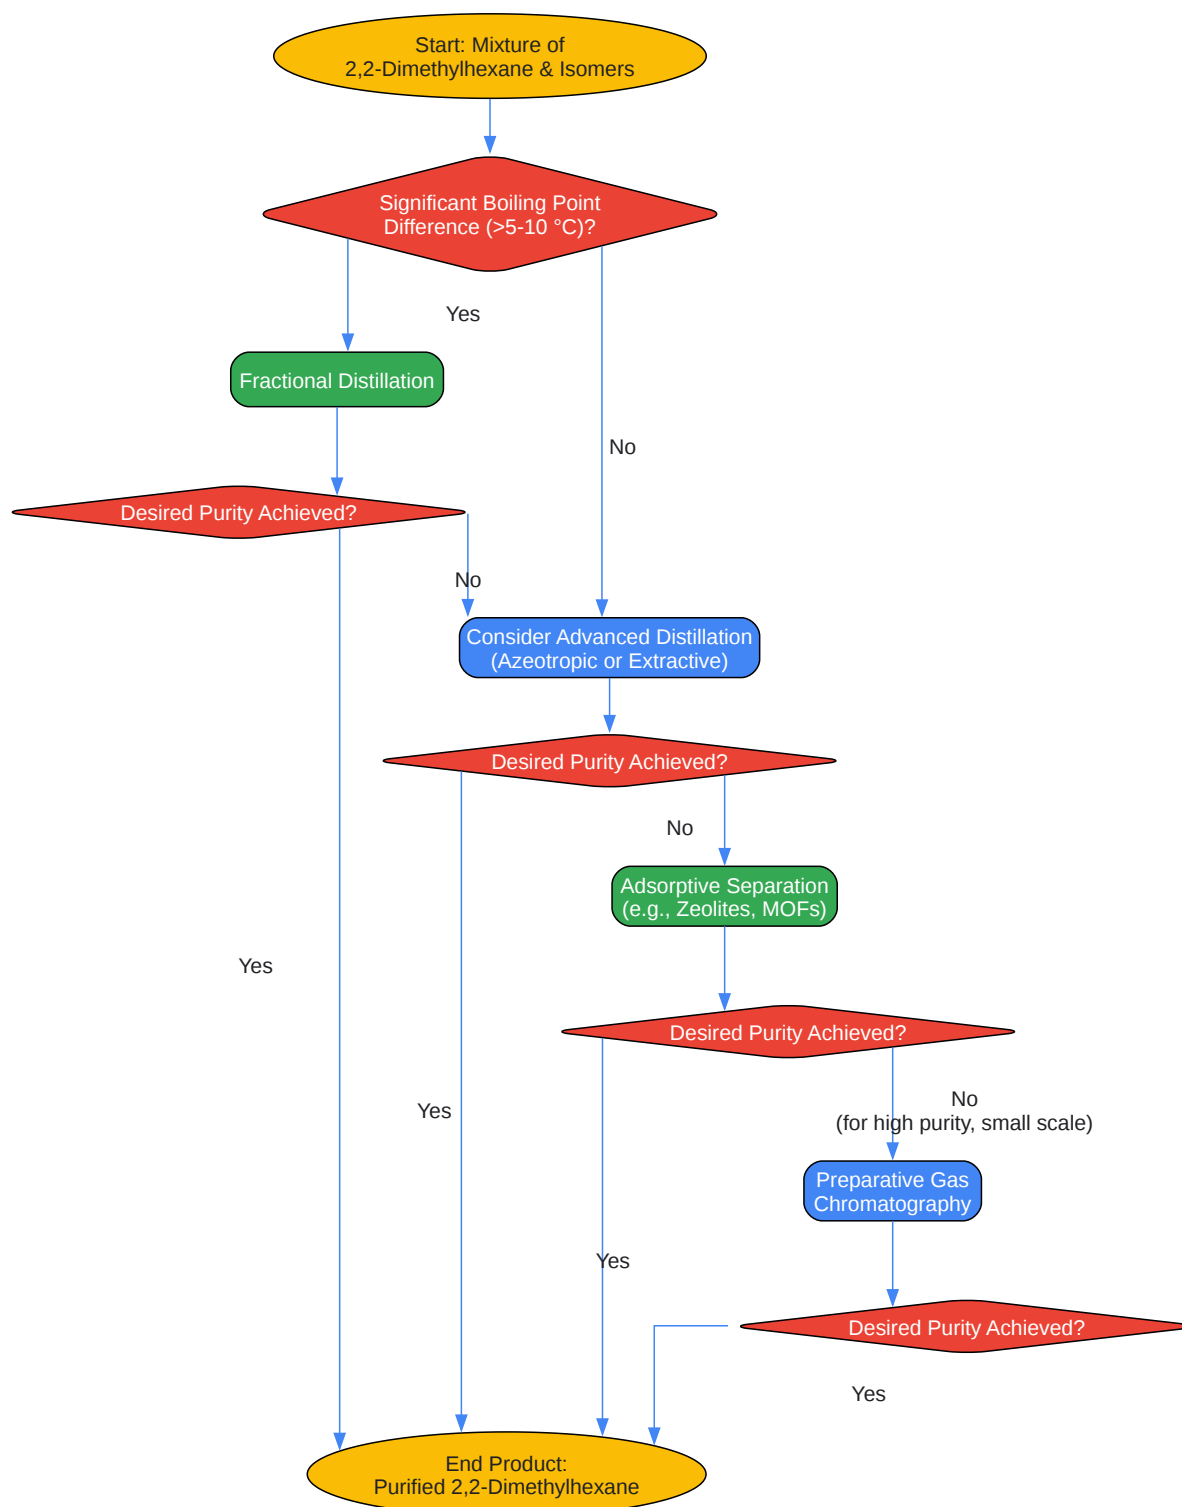 Start: Mixture of
2,2-Dimethylhexane & Isomers
Significant Boiling Point
Difference (>5-10 °C)?
Yes
Fractional Distillation
No
Desired Purity Achieved?
No
Consider Advanced Distillation
(Azeotropic or Extractive)
Desired Purity Achieved?
No
Adsorptive Separation
(e.g., Zeolites, MOFs)
Yes
Desired Purity Achieved?
Yes
No
(for high purity, small scale)
Preparative Gas
Chromatography
Yes
Desired Purity Achieved?
Yes
End Product:
Purified 2,2-Dimethylhexane